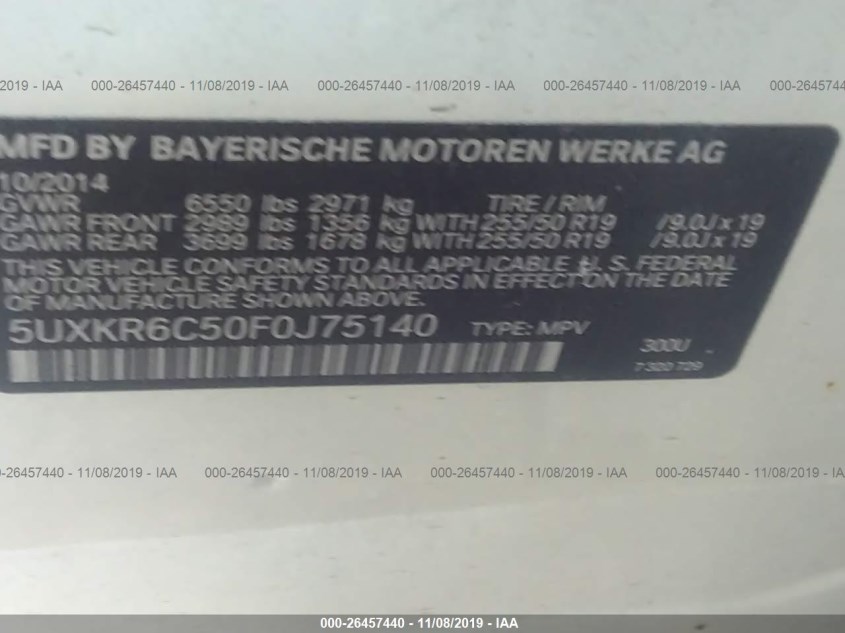 2019 - IAA 000-26457440 - 11/08/2019 - IAA 000-26457440 - 11/08/2019 - IAA 000-26457440 - 11/08/2019 - IAA 000-2645744
MFD BY BAYERISCHE MOTOREN WERKE AG
10/2014
GVWR 6550 lbs 2971 kg TIRE / RIM
GAWR FRONT 2989 lbs 1356 kg WITH 255/50 R19 /9.0J x 19
GAWR REAR 3699 lbs 1678 kg WITH 255/50 R19 /9.0J x 19
THIS VEHICLE CONFORMS TO ALL APPLICABLE U. S. FEDERAL
MOTOR VEHICLE SAFETY STANDARDS IN EFFECT ON THE DATE
OF MANUFACTURE SHOWN ABOVE.
5UXKR6C50F0J75140 TYPE: MPV
300U
7 300 729
-26457440 - 11/08/2019 - IAA 000-26457440 - 11/08/2019 - IAA 000-26457440 - 11/08/2019 - IAA 000-26457440 - 11/08/2019 - IAA
000-26457440 - 11/08/2019 - IAA